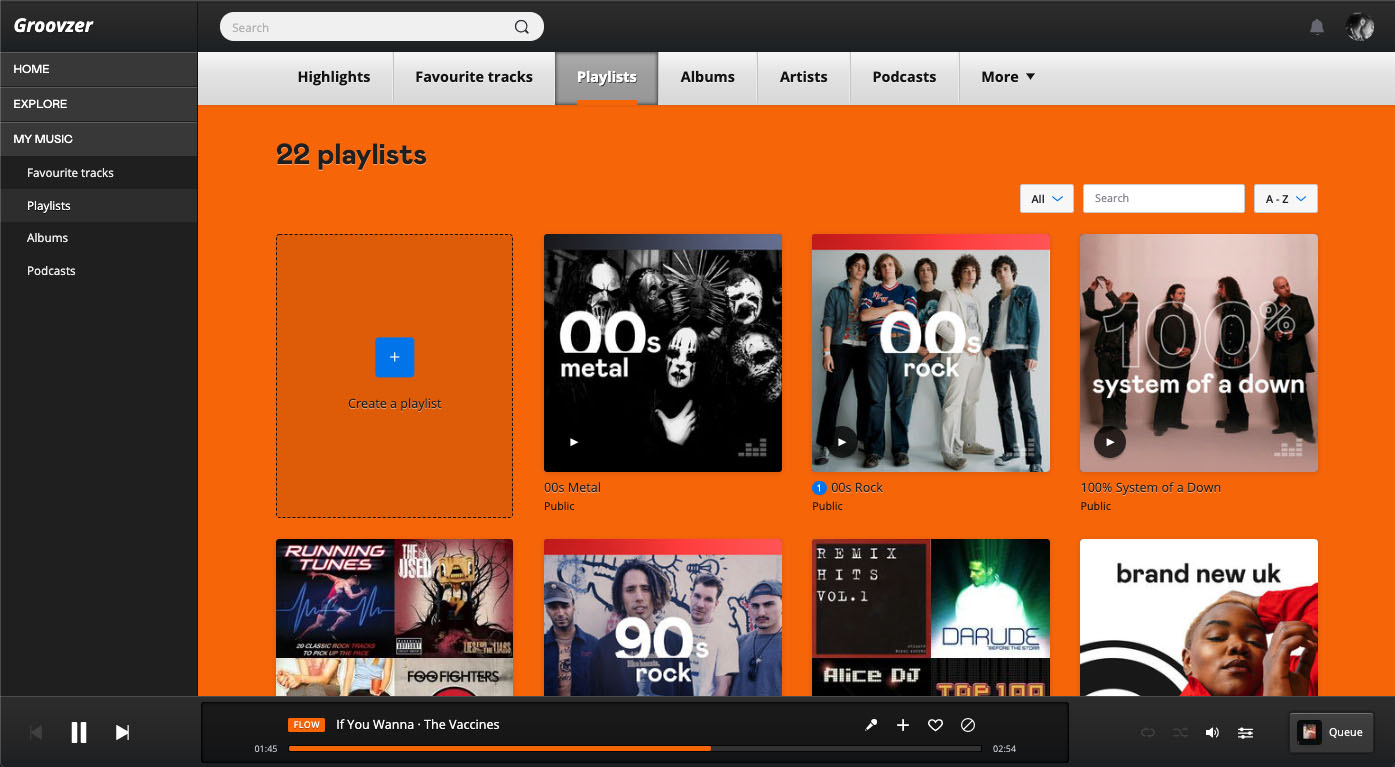 Groovzer
Search
HOME
EXPLORE
MY MUSIC
Favourite tracks
Playlists
Albums
Podcasts
Highlights
Favourite tracks
Playlists
Albums
Artists
Podcasts
More
22 playlists
All
Search
A - Z
+
Create a playlist
00s
metal
00s Metal
Public
00s
rock
1 00s Rock
Public
100%
system of a down
100% System of a Down
Public
RUNNING
TUNES
20 CLASSIC ROCK TRACKS
TO PICK UP THE PACE
THE
USED
LIES FOR THE LIARS
FOO FIGHTERS
90s
rock
REMIX
HITS
VOL.1
DARUDE
BEFORE THE STORM
Alice DJ
TOP 100
brand new uk
FLOW
If You Wanna · The Vaccines
01:45
02:54
Queue